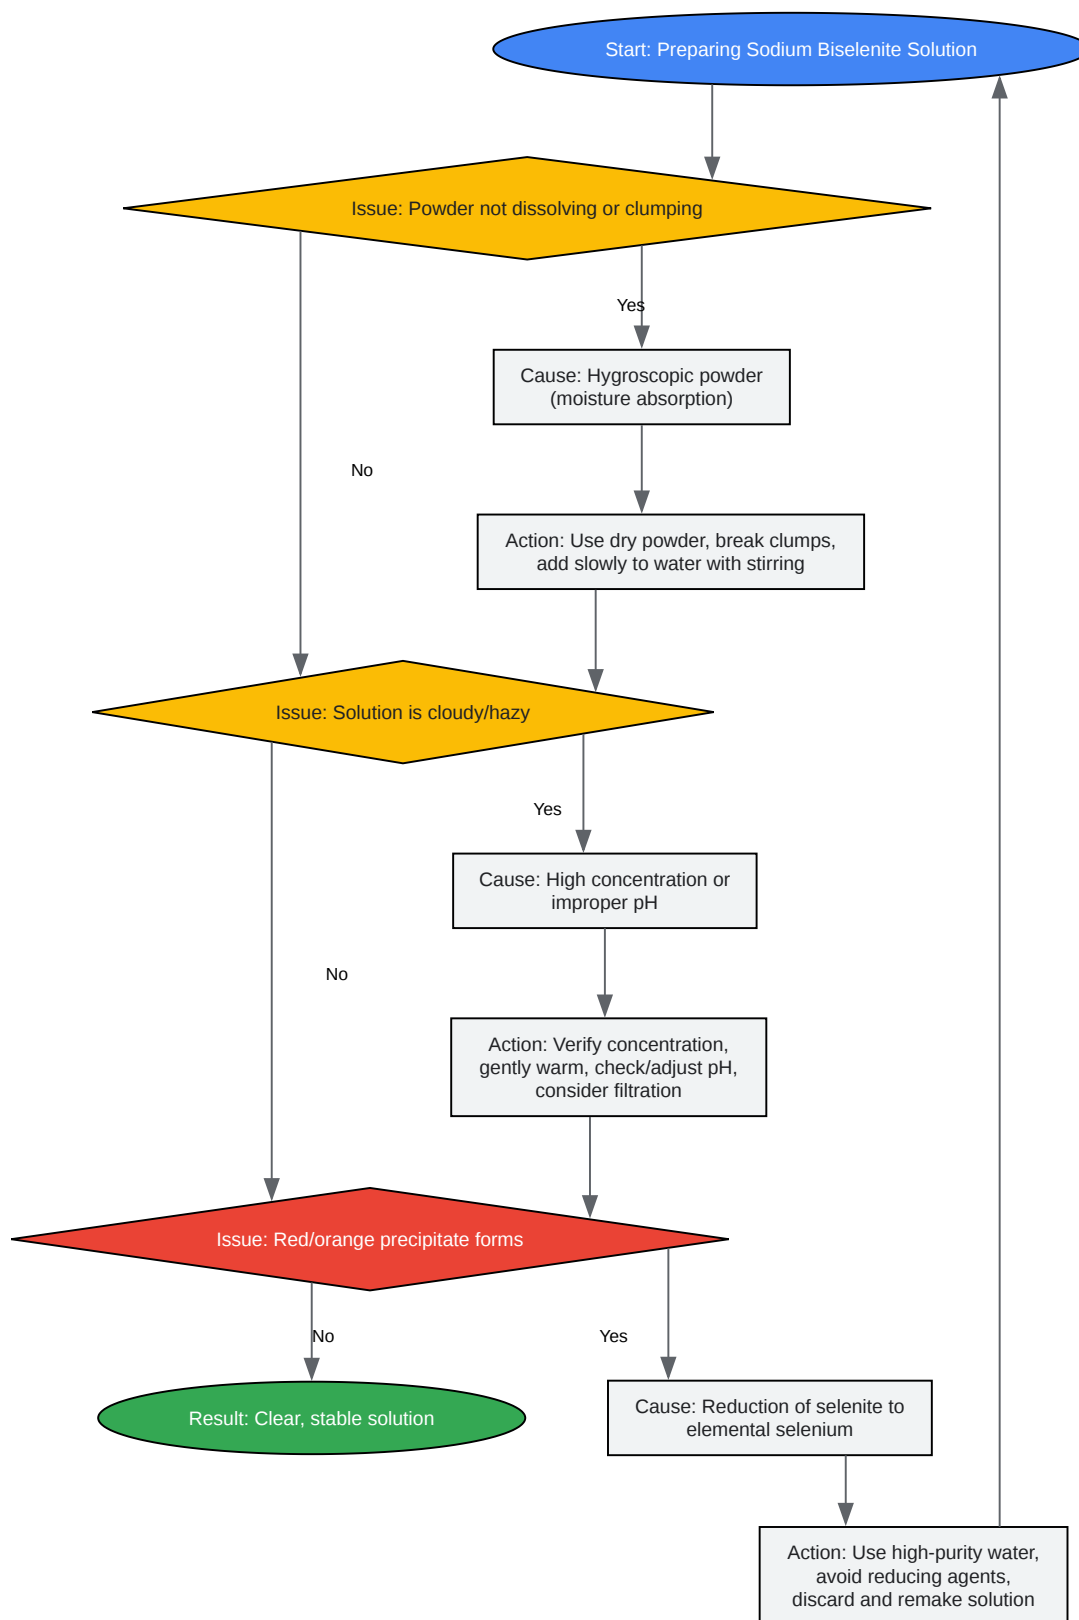 Start: Preparing Sodium Biselenite Solution
Issue: Powder not dissolving or clumping
Yes
Cause: Hygroscopic powder
(moisture absorption)
No
Action: Use dry powder, break clumps,
add slowly to water with stirring
Issue: Solution is cloudy/hazy
Yes
Cause: High concentration or
improper pH
No
Action: Verify concentration,
gently warm, check/adjust pH,
consider filtration
Issue: Red/orange precipitate forms
No
Yes
Result: Clear, stable solution
Cause: Reduction of selenite to
elemental selenium
Action: Use high-purity water,
avoid reducing agents,
discard and remake solution